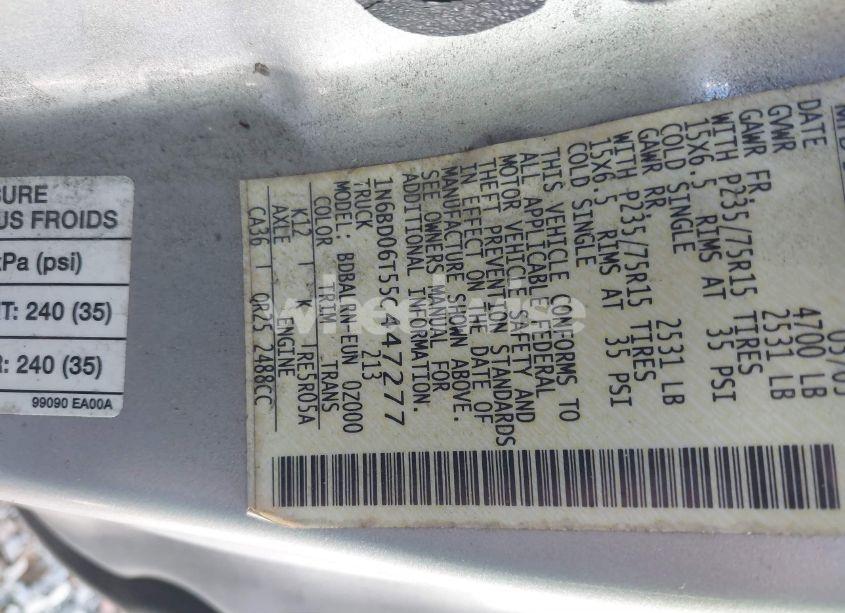 SURE
US FROIDS
kPa (psi)
T: 240 (35)
R: 240 (35)
99090 EA00A
DATE
GVWR 4700 LB
GAWR FR. 2531 LB
WITH P235/75R15 TIRES
15X6.5 RIMS AT 35 PSI
COLD SINGLE
GAWR RR. 2531 LB
WITH P235/75R15 TIRES
15X6.5 RIMS AT 35 PSI
COLD SINGLE
THIS VEHICLE CONFORMS TO
ALL APPLICABLE FEDERAL
MOTOR VEHICLE SAFETY AND
THEFT PREVENTION STANDARDS
IN EFFECT ON THE DATE OF
MANUFACTURE SHOWN ABOVE.
SEE OWNERS MANUAL FOR
ADDITIONAL INFORMATION.
1N6BD06T55C447277
TRUCK 213
MODEL: BDBALRN-EUN 0Z000
COLOR TRIM TRANS
K12 K TRE5R05A
AXLE ENGINE
CA36 QR25 2488CC